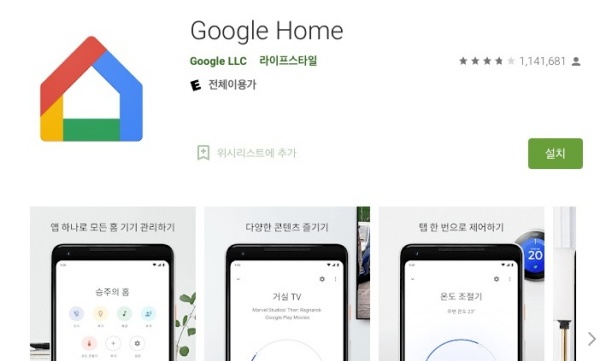 Google Home
Google LLC 라이프스타일
1,141,681
전체이용가
위시리스트에 추가
설치
앱 하나로 모든 홈 기기 관리하기
다양한 콘텐츠 즐기기
탭 한 번으로 제어하기
승주의 홈
거실 TV
Marvel Studios' Thor: Ragnarok
Google Play Movies
온도 조절기
20